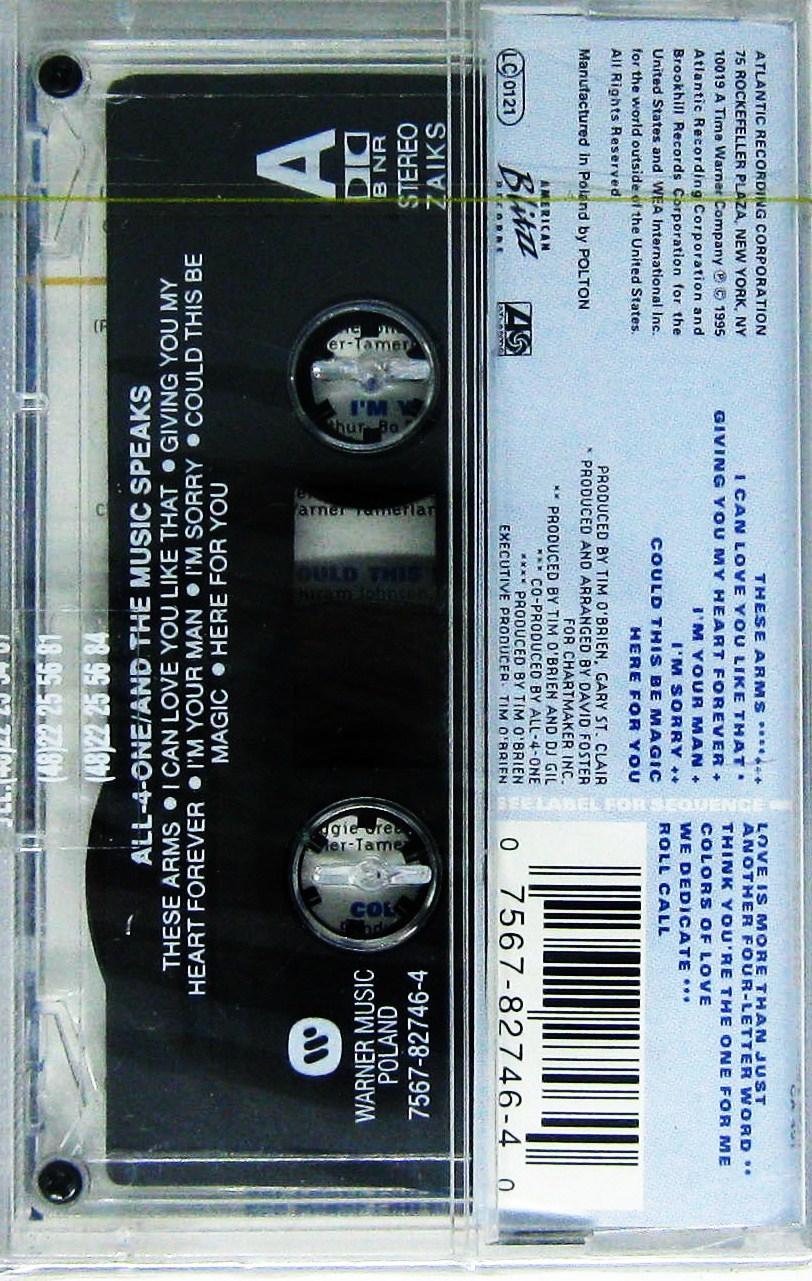 A
B NR
STEREO
ZAIKS
ALL-4-ONE/AND THE MUSIC SPEAKS
THESE ARMS ● I CAN LOVE YOU LIKE THAT ● GIVING YOU MY
HEART FOREVER ● I'M YOUR MAN ● I'M SORRY ● COULD THIS BE
MAGIC ● HERE FOR YOU
WARNER MUSIC
POLAND
7567-82746-4
er-Tamerl
I'M Y
OULD THIS
hiram Johnson,
COL
(48)22 25 56 81
(48)22 25 56 84
ATLANTIC RECORDING CORPORATION
75 ROCKEFELLER PLAZA, NEW YORK, NY
10019 A Time Warner Company ℗ © 1995
Atlantic Recording Corporation and
Brookhill Records Corporation for the
United States and WEA International Inc.
for the world outside of the United States.
All Rights Reserved
Manufactured In Poland by POLTON
LC 0121
AMERICAN
Blitzz
RECORDS
THESE ARMS ****,++
I CAN LOVE YOU LIKE THAT *
GIVING YOU MY HEART FOREVER +
I'M YOUR MAN +
I'M SORRY ++
COULD THIS BE MAGIC
HERE FOR YOU
PRODUCED BY TIM O'BRIEN, GARY ST. CLAIR
* PRODUCED AND ARRANGED BY DAVID FOSTER
FOR CHARTMAKER INC.
** PRODUCED BY TIM O'BRIEN AND DJ GIL
*** CO-PRODUCED BY ALL-4-ONE
**** PRODUCED BY TIM O'BRIEN
EXECUTIVE PRODUCER: TIM O'BRIEN
SEE LABEL FOR SEQUENCE
LOVE IS MORE THAN JUST
ANOTHER FOUR-LETTER WORD **
THINK YOU'RE THE ONE FOR ME
COLORS OF LOVE
WE DEDICATE ***
ROLL CALL
0 7567-82746-4 0